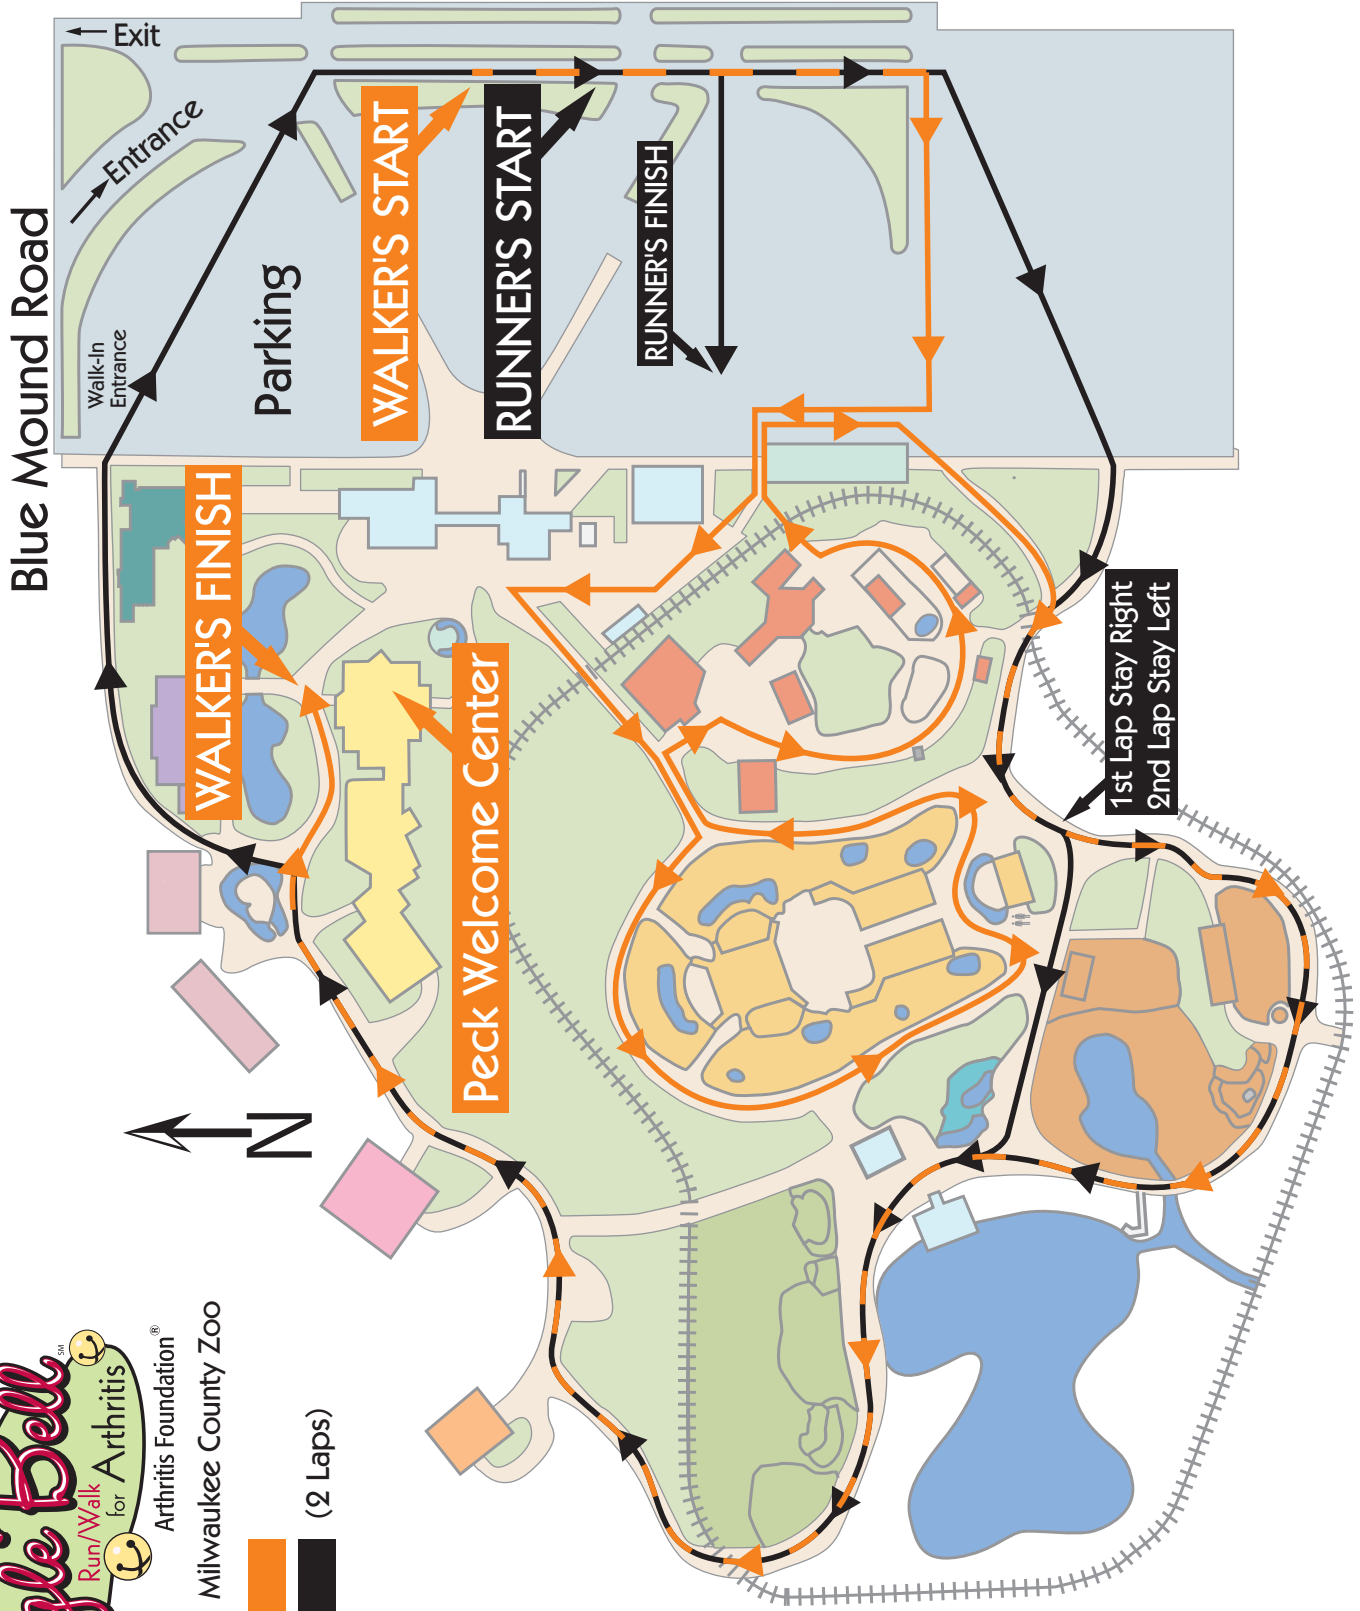 Blue Mound Road
Exit
Entrance
Walk-In
Entrance
Parking
WALKER'S START
RUNNER'S START
RUNNER'S FINISH
WALKER'S FINISH
Peck Welcome Center
1st Lap Stay Right
2nd Lap Stay Left
N
Bell
SM
Run/Walk
for Arthritis
Arthritis Foundation®
Milwaukee County Zoo
(2 Laps)